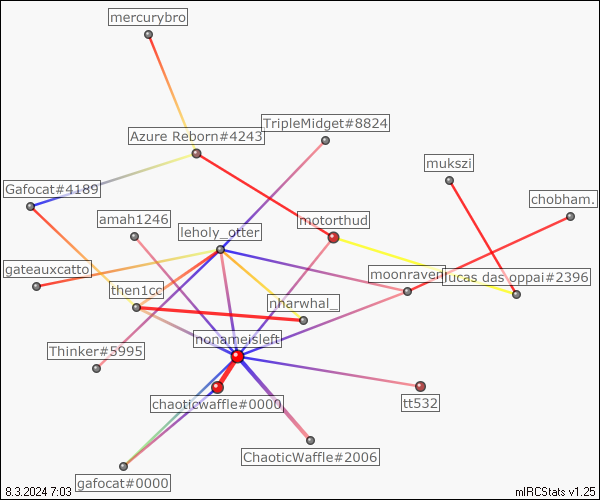 mercurybro
TripleMidget#8824
Azure Reborn#4243
mukszi
Gafocat#4189
chobham.
amah1246
motorthud
leholy_otter
gateauxcatto
moonraven
lucas das oppai#2396
then1cc
nharwhal_
nonameisleft
Thinker#5995
chaoticwaffle#0000
tt532
ChaoticWaffle#2006
gafocat#0000
8.3.2024 7:03
mIRCStats v1.25